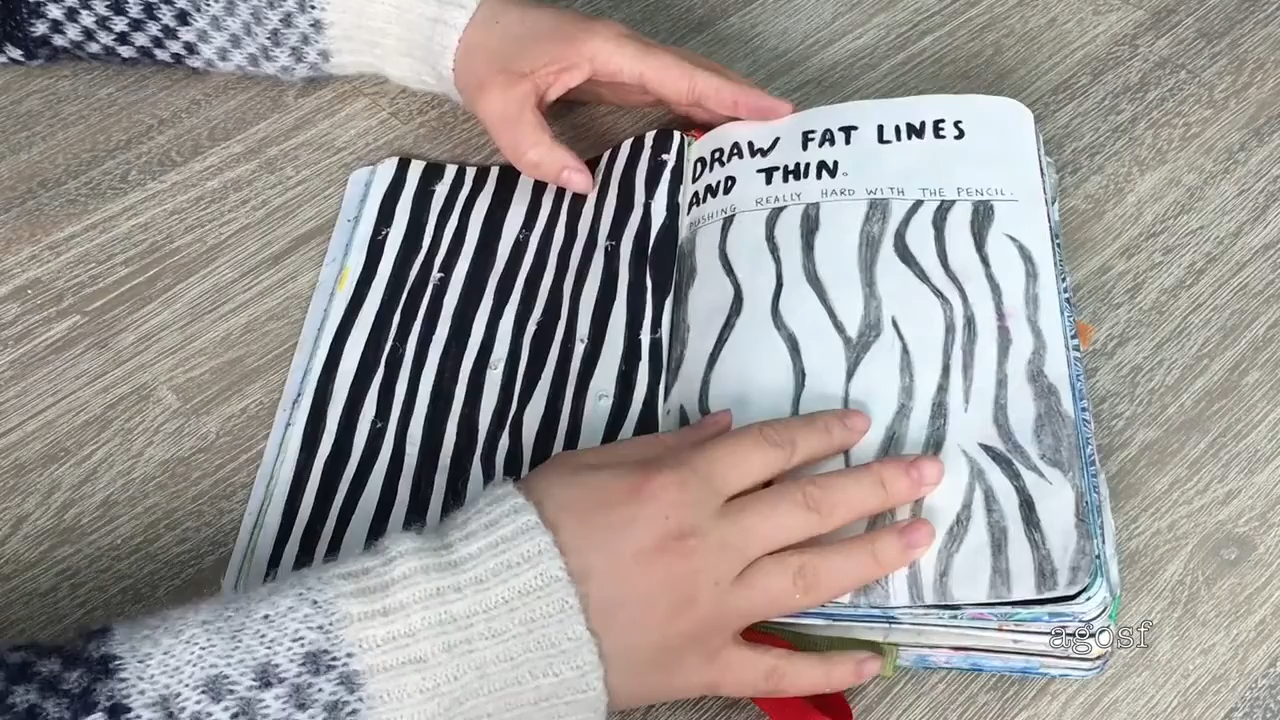 DRAW FAT LINES
AND THIN.
PUSHING REALLY HARD WITH THE PENCIL.
agosf